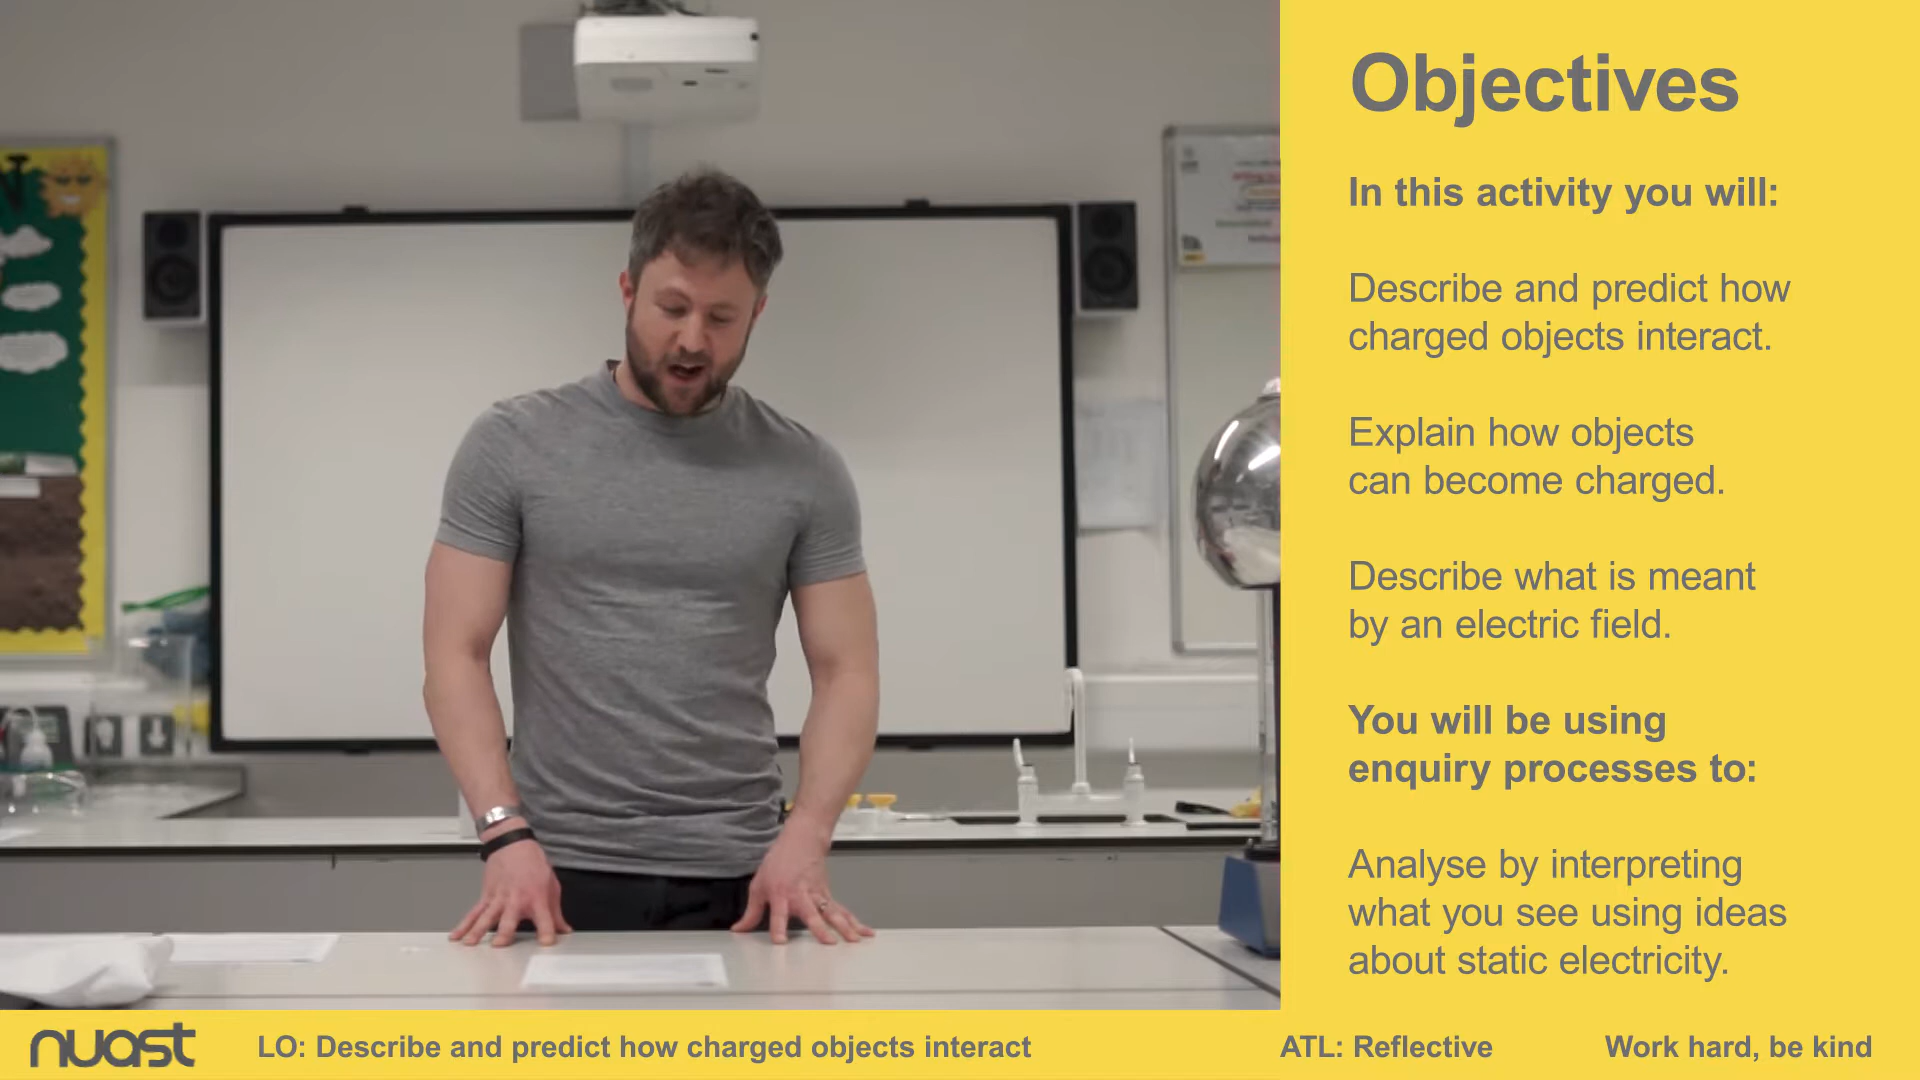 Objectives
In this activity you will:
Describe and predict how
charged objects interact.
Explain how objects
can become charged.
Describe what is meant
by an electric field.
You will be using
enquiry processes to:
Analyse by interpreting
what you see using ideas
about static electricity.
nuast
LO: Describe and predict how charged objects interact
ATL: Reflective
Work hard, be kind